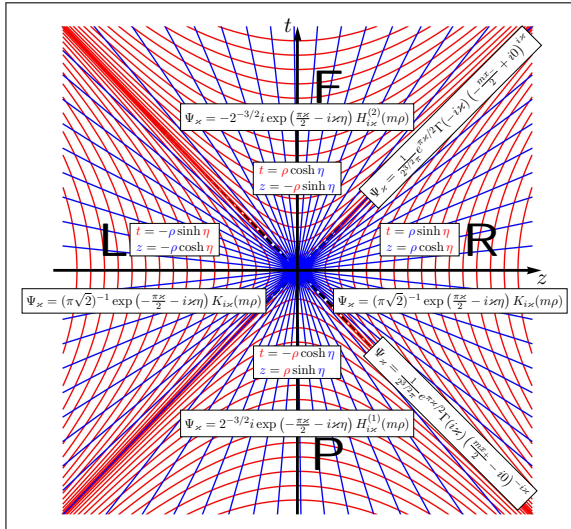 t
F
Ψ_ϰ = −2^{−3/2} i exp (πϰ/2 − iϰη) H_{iϰ}^{(2)}(mρ)
Ψ_ϰ = 1/(2^{3/2}π) e^{πϰ/2} Γ(−iϰ) (−mx_−/2 + i0)^{iϰ}
t = ρ cosh η
z = −ρ sinh η
L
t = −ρ sinh η
z = −ρ cosh η
t = ρ sinh η
z = ρ cosh η
R
z
Ψ_ϰ = (π√2)^{−1} exp (−πϰ/2 − iϰη) K_{iϰ}(mρ)
Ψ_ϰ = (π√2)^{−1} exp (πϰ/2 − iϰη) K_{iϰ}(mρ)
t = −ρ cosh η
z = ρ sinh η
Ψ_ϰ = 1/(2^{3/2}π) e^{πϰ/2} Γ(iϰ) (mx_+/2 − i0)^{−iϰ}
Ψ_ϰ = 2^{−3/2} i exp (−πϰ/2 − iϰη) H_{iϰ}^{(1)}(mρ)
P